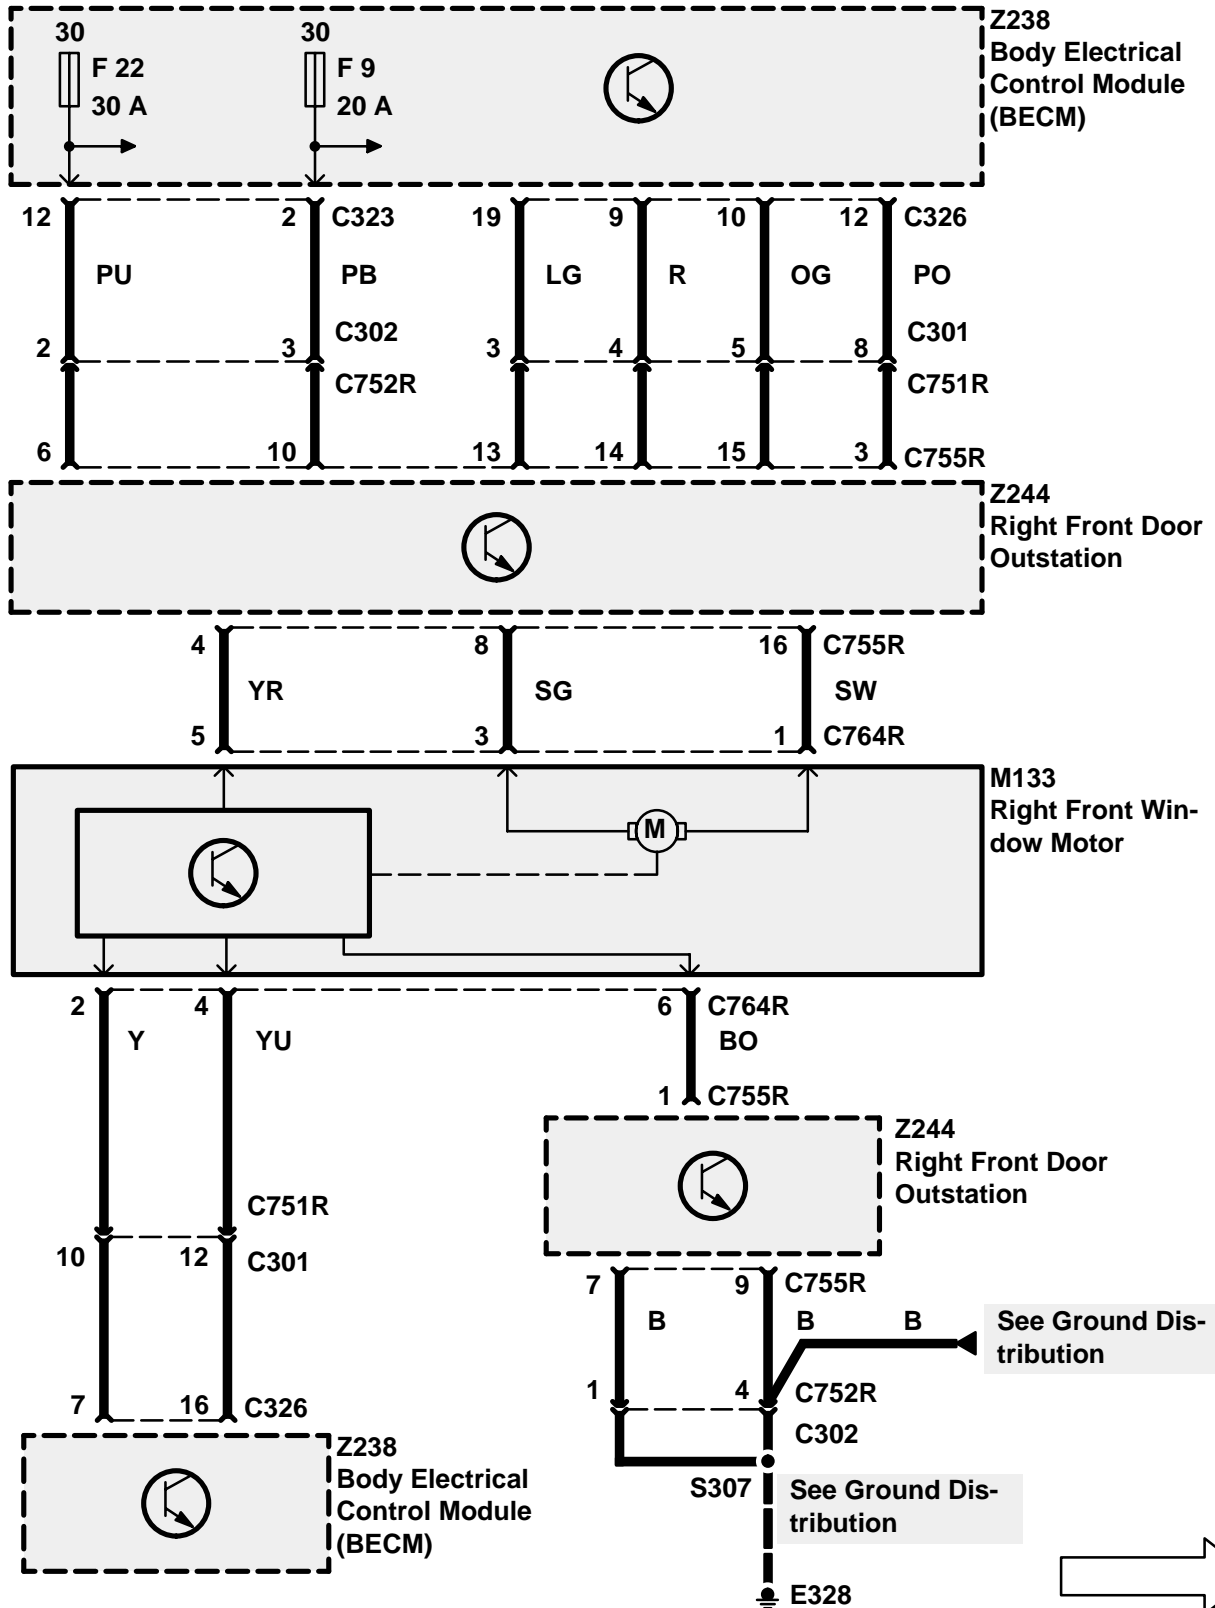 30 30 Z238
F 22 F 9 Body Electrical
30 A 20 A Control Module
(BECM)
12 2 C323 19 9 10 12 C326
PU PB LG R OG PO
C302 C301
2 3 3 4 5 8
C752R C751R
6 10 13 14 15 3 C755R
Z244
Right Front Door
Outstation
4 8 16 C755R
YR SG SW
5 3 1 C764R
M133
Right Front Win-
M dow Motor
2 4 6 C764R
Y YU BO
1 C755R
Z244
Right Front Door
Outstation
C751R
10 12 C301
7 9 C755R
B B B See Ground Dis-
tribution
1 4 C752R
7 16 C326 C302
Z238
Body Electrical
Control Module
(BECM)
S307 See Ground Dis-
tribution
E328